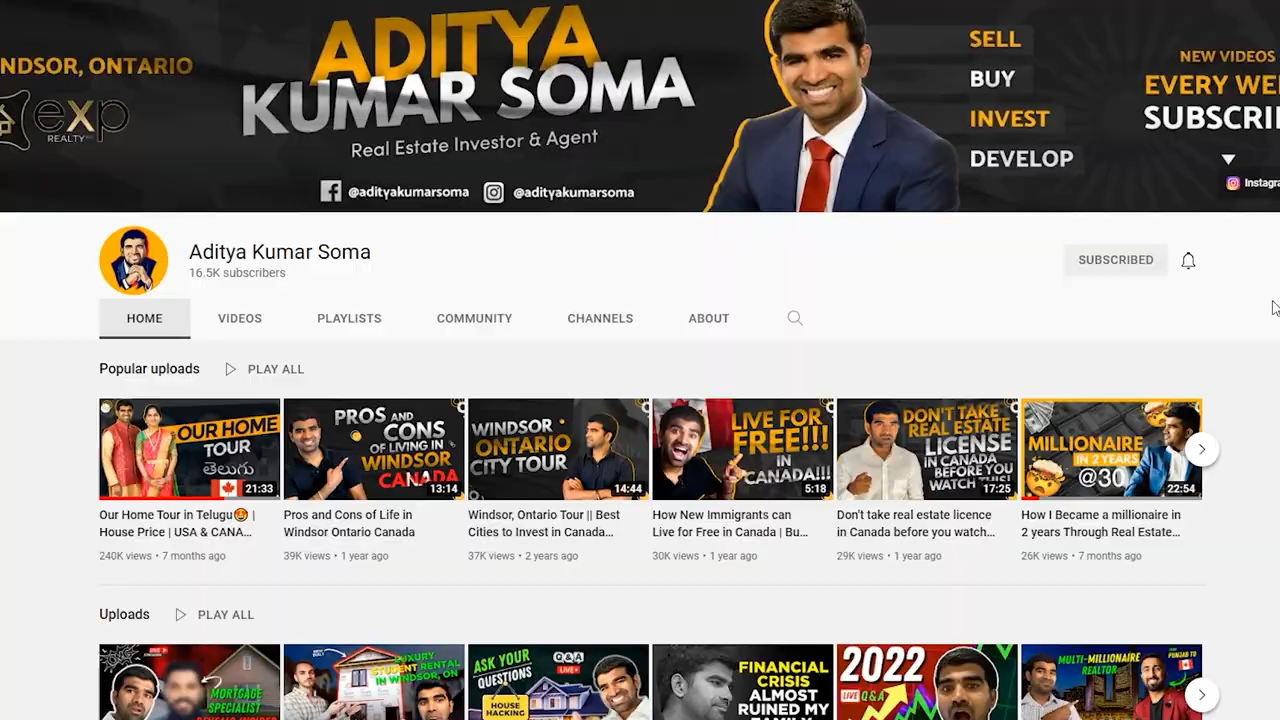 NDSOR, ONTARIO
exp
REALTY
ADITYA
KUMAR SOMA
Real Estate Investor & Agent
@adityakumarsoma @adityakumarsoma
SELL
BUY
INVEST
DEVELOP
NEW VIDEOS
EVERY WE
SUBSCRI
Instagra
Aditya Kumar Soma
16.5K subscribers
SUBSCRIBED
HOME VIDEOS PLAYLISTS COMMUNITY CHANNELS ABOUT
Popular uploads PLAY ALL
OUR HOME
TOUR
తెలుగు
21:33
Our Home Tour in Telugu🤩 |
House Price | USA & CANA...
240K views • 7 months ago
PROS AND
CONS
OF LIVING IN
WINDSOR
CANADA
13:14
Pros and Cons of Life in
Windsor Ontario Canada
39K views • 1 year ago
WINDSOR
ONTARIO
CITY TOUR
14:44
Windsor, Ontario Tour || Best
Cities to Invest in Canada...
37K views • 2 years ago
LIVE FOR
FREE!!!
IN
CANADA!!!
5:18
How New Immigrants can
Live for Free in Canada | Bu...
30K views • 1 year ago
DON'T TAKE
REAL ESTATE
LICENSE
IN CANADA
BEFORE YOU
WATCH THIS!
17:25
Don't take real estate licence
in Canada before you watch...
29K views • 1 year ago
MILLIONAIRE
IN 2 YEARS
@30
22:54
How I Became a millionaire in
2 years Through Real Estate...
26K views • 7 months ago
Uploads PLAY ALL
MORTGAGE
SPECIALIST
LUXURY
STUDENT RENTAL
IN WINDSOR, ON
ASK YOUR
QUESTIONS
Q&A
LIVE
HOUSE
HACKING
FINANCIAL
CRISIS
ALMOST
RUINED MY
2022
LIVE Q&A
MULTI-MILLIONAIRE
REALTOR
FROM
PUNJAB TO